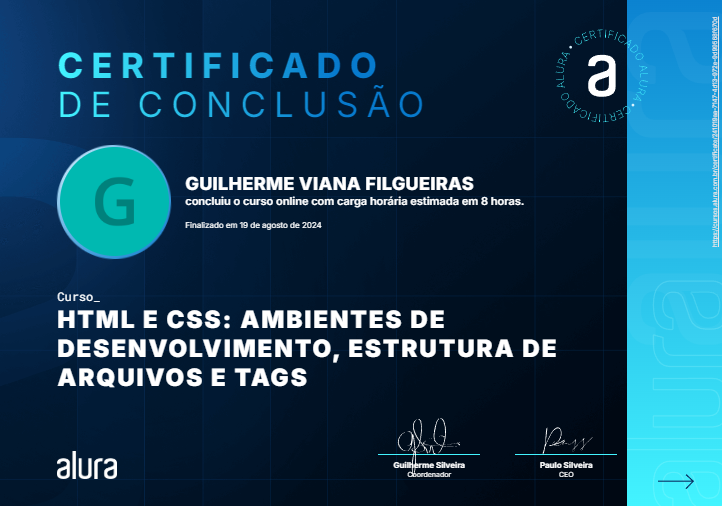 CERTIFICADO
DE CONCLUSÃO
CERTIFICADO ALURA • CERTIFICADO ALURA •
a
G
GUILHERME VIANA FILGUEIRAS
concluiu o curso online com carga horária estimada em 8 horas.
Finalizado em 19 de agosto de 2024
Curso_
HTML E CSS: AMBIENTES DE
DESENVOLVIMENTO, ESTRUTURA DE
ARQUIVOS E TAGS
alura
Guilherme Silveira
Coordenador
Paulo Silveira
CEO
alura